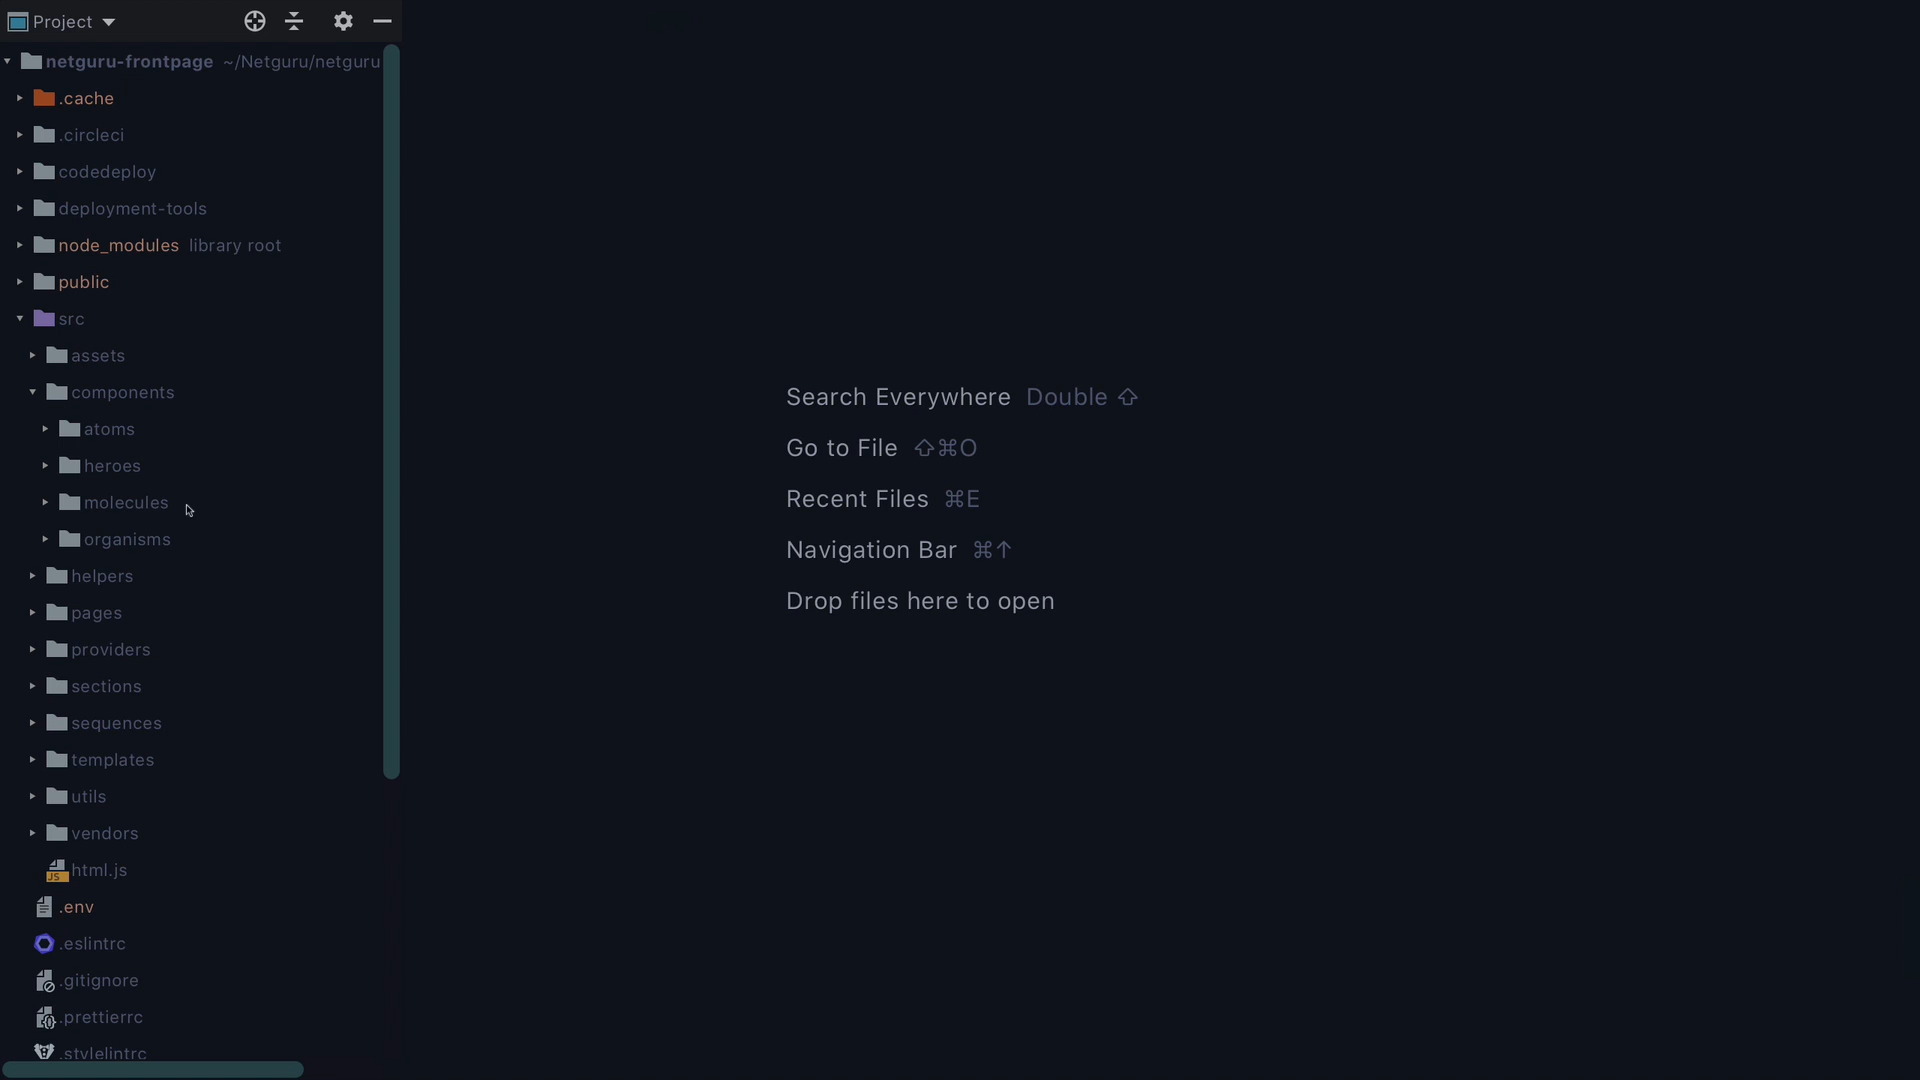 Project
netguru-frontpage ~/Netguru/netguru
.cache
.circleci
codedeploy
deployment-tools
node_modules library root
public
src
assets
components
atoms
heroes
molecules
organisms
helpers
pages
providers
sections
sequences
templates
utils
vendors
JS html.js
.env
.eslintrc
.gitignore
.prettierrc
.stylelintrc
Search Everywhere Double ⇧
Go to File ⇧⌘O
Recent Files ⌘E
Navigation Bar ⌘↑
Drop files here to open